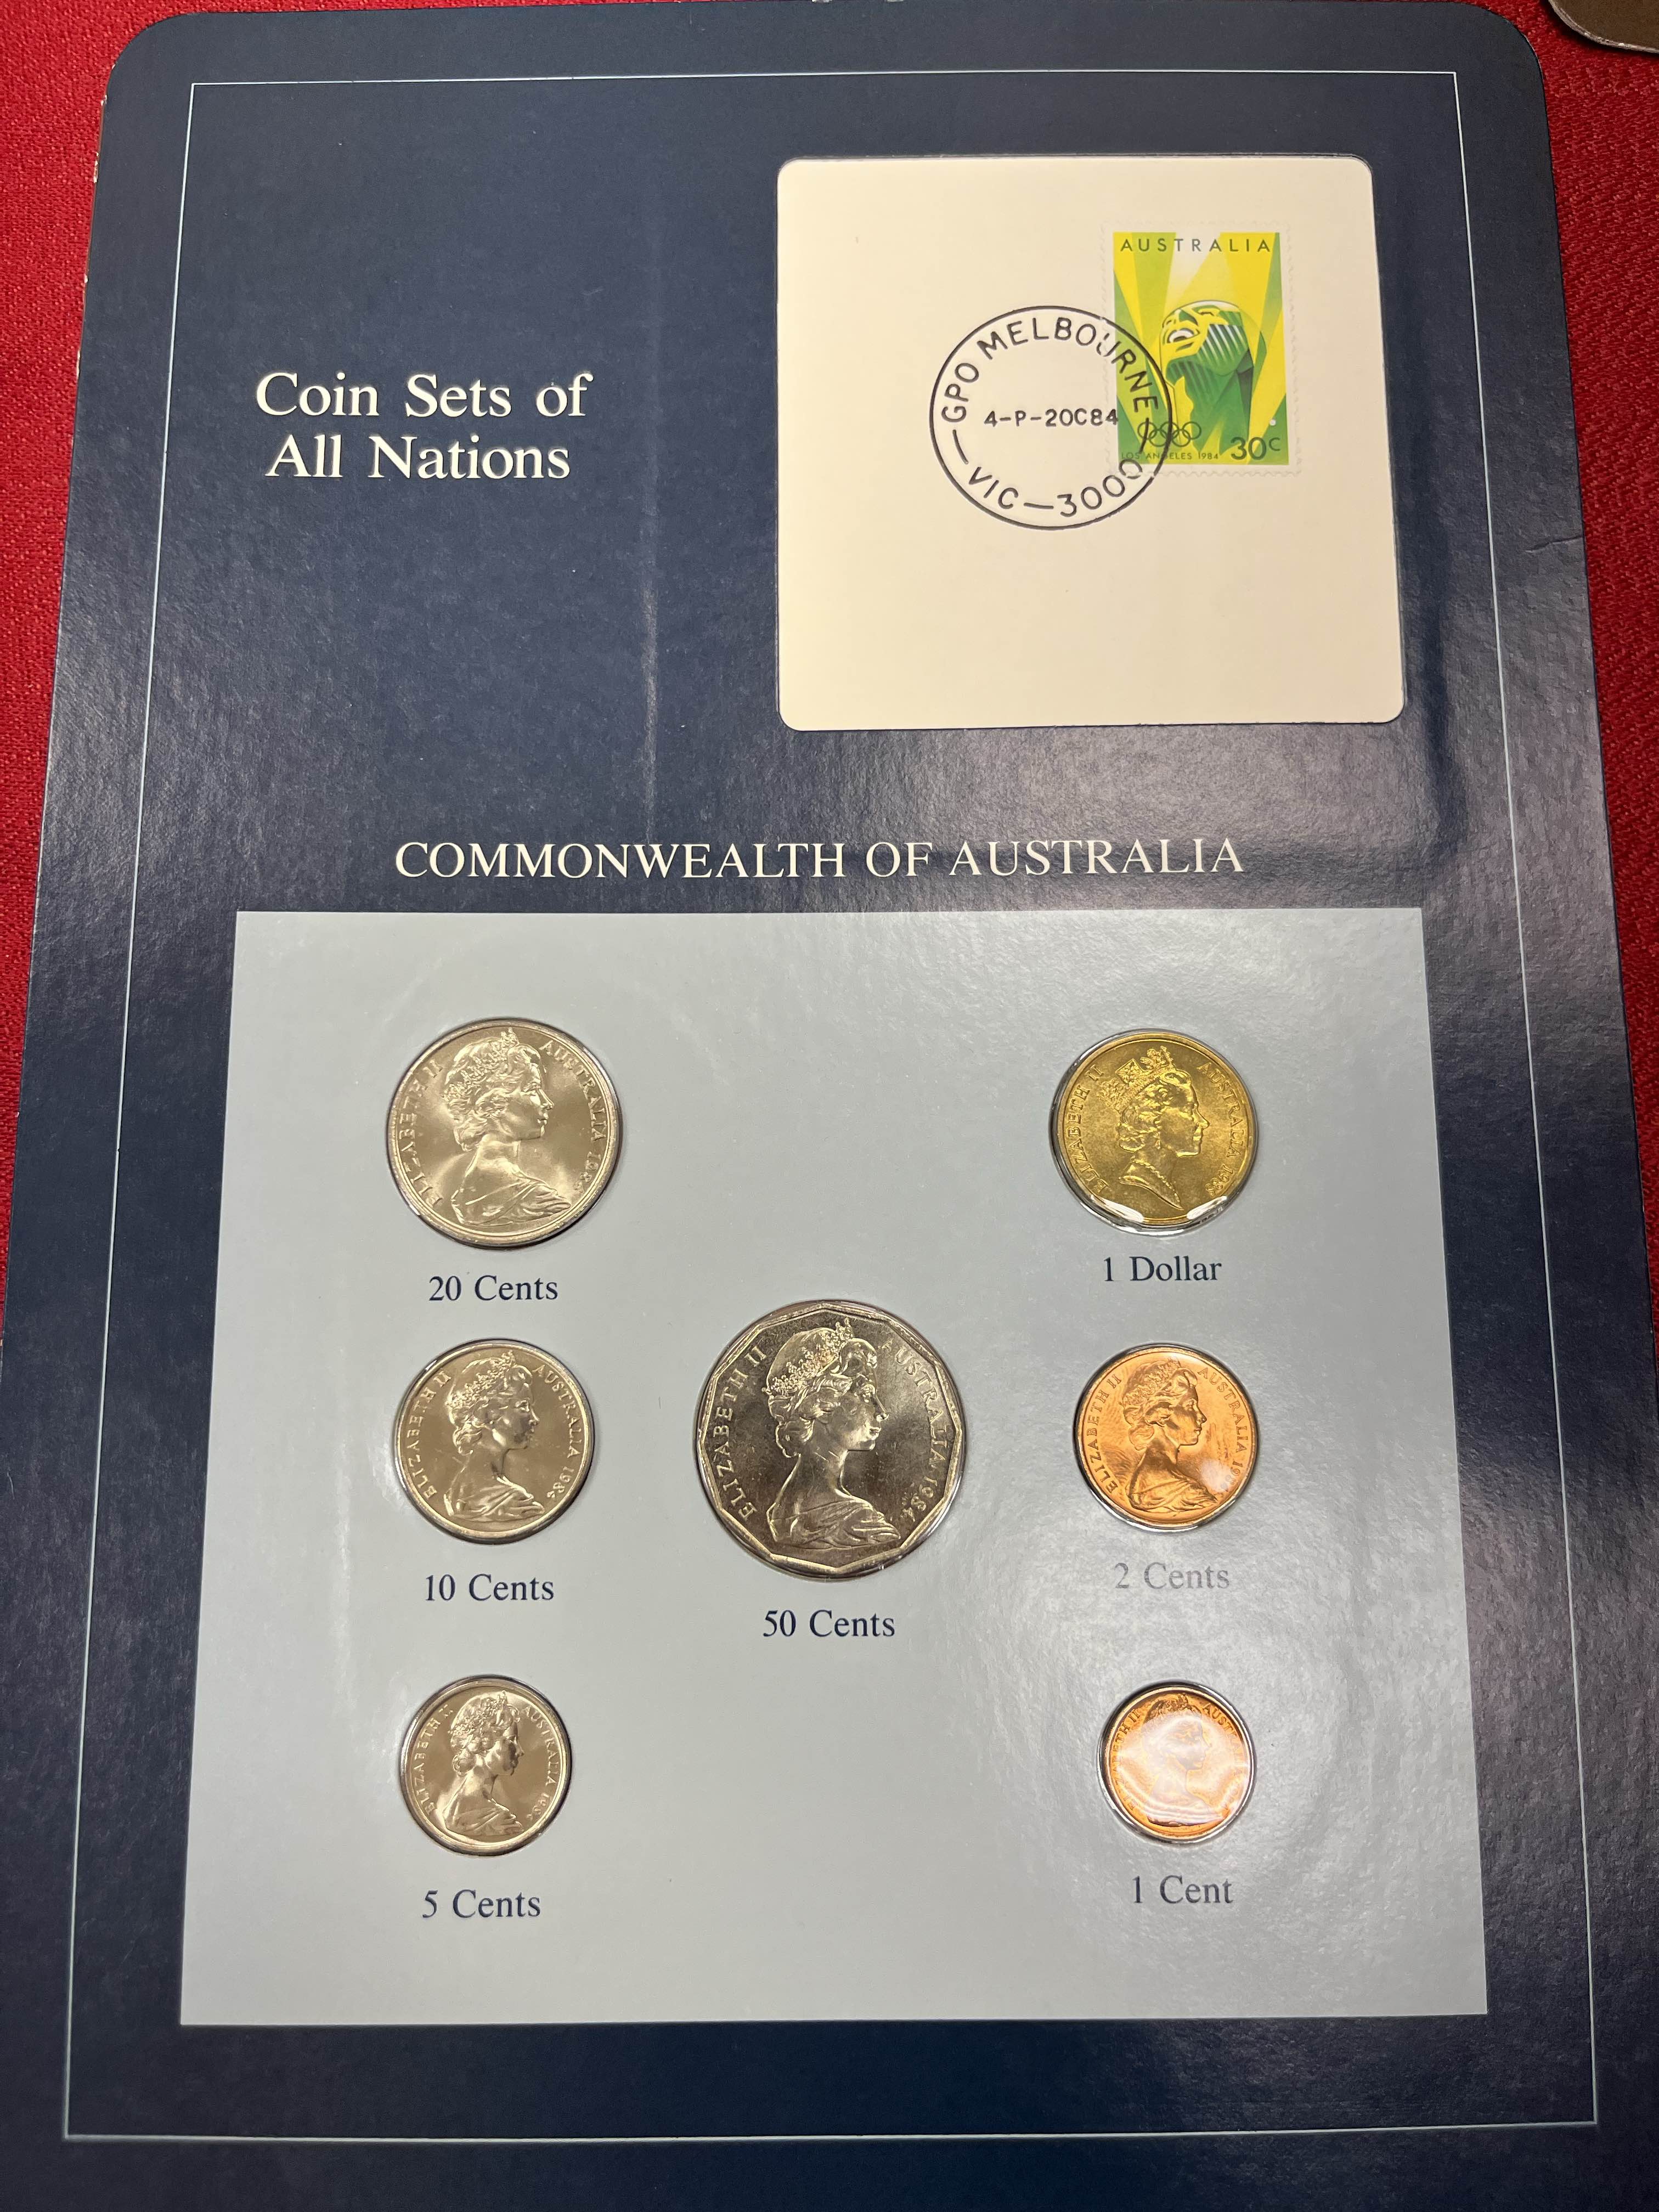 Coin Sets of
All Nations
AUSTRALIA
LOS ANGELES 1984
30c
GPO MELBOURNE
4-P-20C84
VIC-3000
COMMONWEALTH OF AUSTRALIA
ELIZABETH II AUSTRALIA 1984
20 Cents
ELIZABETH II AUSTRALIA
1 Dollar
ELIZABETH II AUSTRALIA 1984
10 Cents
ELIZABETH II AUSTRALIA 1984
50 Cents
ELIZABETH II AUSTRALIA
2 Cents
ELIZABETH II AUSTRALIA 1984
5 Cents
1 Cent